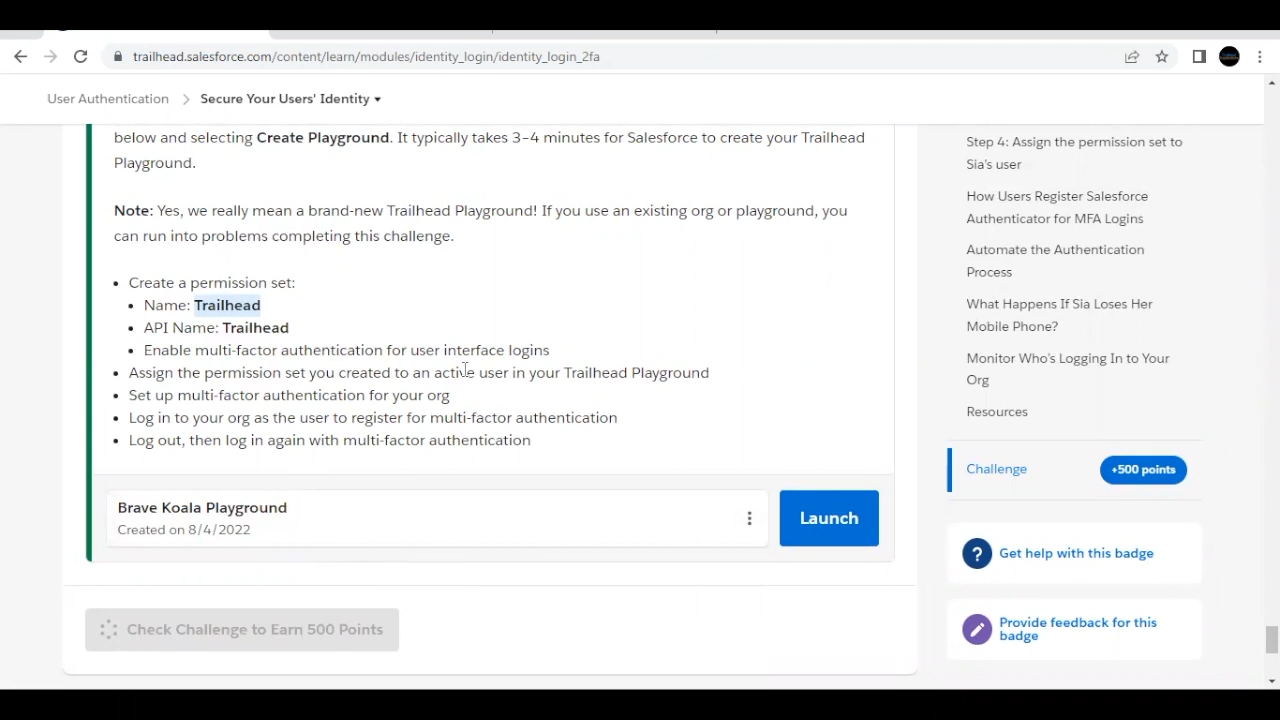 trailhead.salesforce.com/content/learn/modules/identity_login/identity_login_2fa
User Authentication
Secure Your Users' Identity
below and selecting Create Playground. It typically takes 3–4 minutes for Salesforce to create your Trailhead
Playground.
Note: Yes, we really mean a brand-new Trailhead Playground! If you use an existing org or playground, you
can run into problems completing this challenge.
• Create a permission set:
• Name: Trailhead
• API Name: Trailhead
• Enable multi-factor authentication for user interface logins
• Assign the permission set you created to an active user in your Trailhead Playground
• Set up multi-factor authentication for your org
• Log in to your org as the user to register for multi-factor authentication
• Log out, then log in again with multi-factor authentication
Brave Koala Playground
Created on 8/4/2022
Launch
Check Challenge to Earn 500 Points
Step 4: Assign the permission set to
Sia's user
How Users Register Salesforce
Authenticator for MFA Logins
Automate the Authentication
Process
What Happens If Sia Loses Her
Mobile Phone?
Monitor Who's Logging In to Your
Org
Resources
Challenge
+500 points
?
Get help with this badge
Provide feedback for this
badge